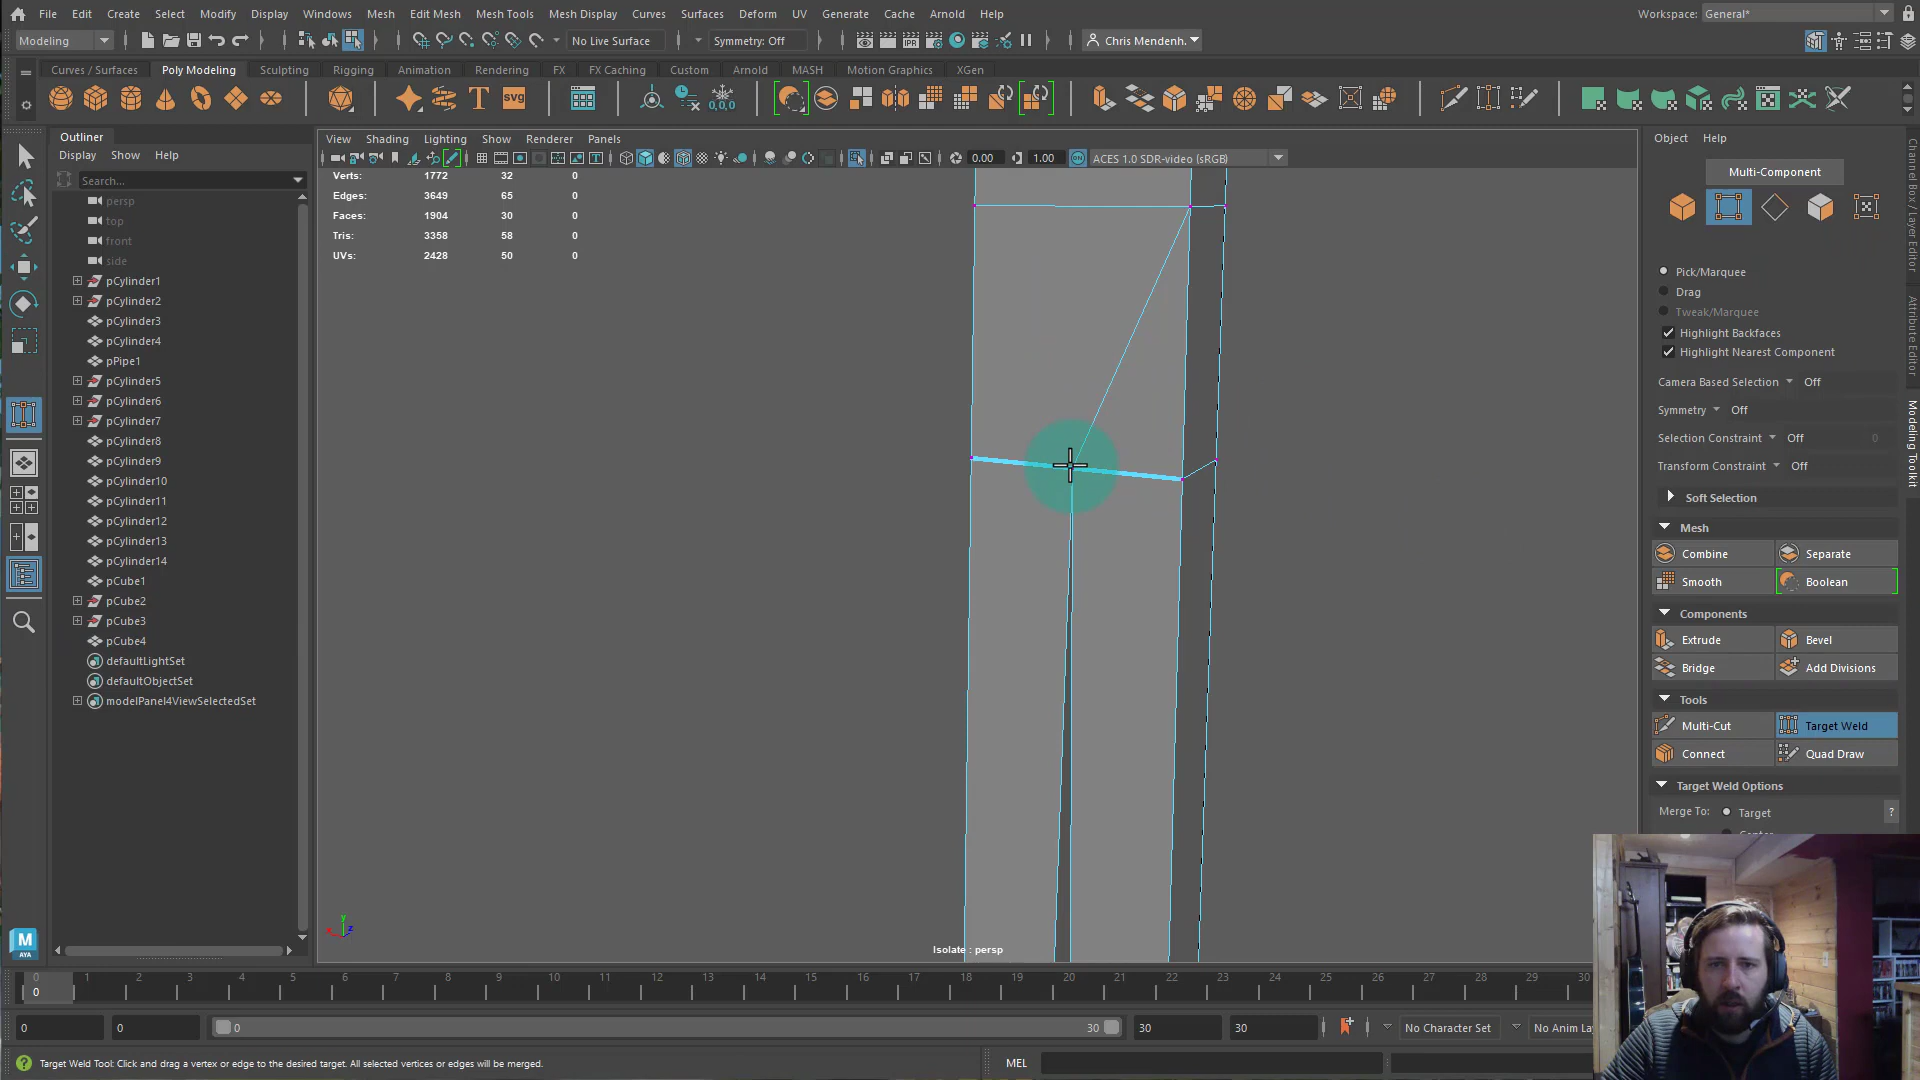 File Edit Create Select Modify Display Windows Mesh Edit Mesh Mesh Tools Mesh Display Curves Surfaces Deform UV Generate Cache Arnold Help
Workspace: General*
Modeling No Live Surface Symmetry: Off Chris Mendenh.
Curves / Surfaces Poly Modeling Sculpting Rigging Animation Rendering FX FX Caching Custom Arnold MASH Motion Graphics XGen
Outliner
Display Show Help
Search...
persp
top
front
side
pCylinder1
pCylinder2
pCylinder3
pCylinder4
pPipe1
pCylinder5
pCylinder6
pCylinder7
pCylinder8
pCylinder9
pCylinder10
pCylinder11
pCylinder12
pCylinder13
pCylinder14
pCube1
pCube2
pCube3
pCube4
defaultLightSet
defaultObjectSet
modelPanel4ViewSelectedSet
View Shading Lighting Show Renderer Panels
0.00 1.00 ON ACES 1.0 SDR-video (sRGB)
Verts: 1772 32 0
Edges: 3649 65 0
Faces: 1904 30 0
Tris: 3358 58 0
UVs: 2428 50 0
Isolate : persp
Object Help
Multi-Component
Pick/Marquee
Drag
Tweak/Marquee
Highlight Backfaces
Highlight Nearest Component
Camera Based Selection Off
Symmetry Off
Selection Constraint Off 0
Transform Constraint Off
Soft Selection
Mesh
Combine Separate
Smooth Boolean
Components
Extrude Bevel
Bridge Add Divisions
Tools
Multi-Cut Target Weld
Connect Quad Draw
Target Weld Options
Merge To: Target ?
Channel Box / Layer Editor
Attribute Editor
Modeling Toolkit
0 1 2 3 4 5 6 7 8 9 10 11 12 13 14 15 16 17 18 19 20 21 22 23 24 25 26 27 28 29 30
0
0 0 0 30 30 30 No Character Set No Anim Lay
Target Weld Tool: Click and drag a vertex or edge to the desired target. All selected vertices or edges will be merged.
MEL